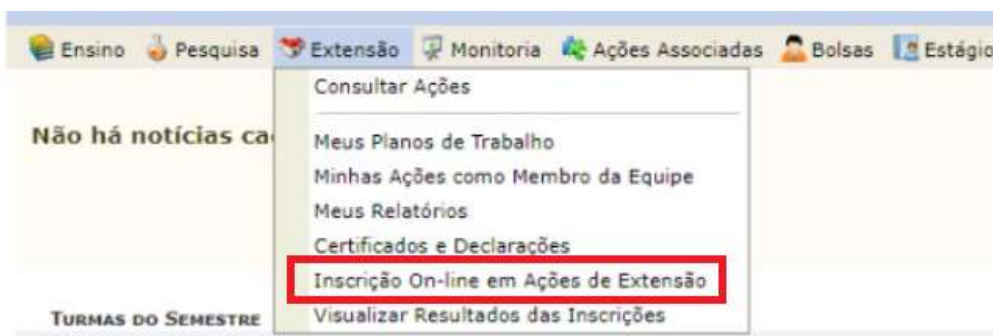 Ensino Pesquisa Extensão Monitoria Ações Associadas Bolsas Estágio
Consultar Ações
Não há notícias ca
Meus Planos de Trabalho
Minhas Ações como Membro da Equipe
Meus Relatórios
Certificados e Declarações
Inscrição On-line em Ações de Extensão
Visualizar Resultados das Inscrições
TURMAS DO SEMESTRE